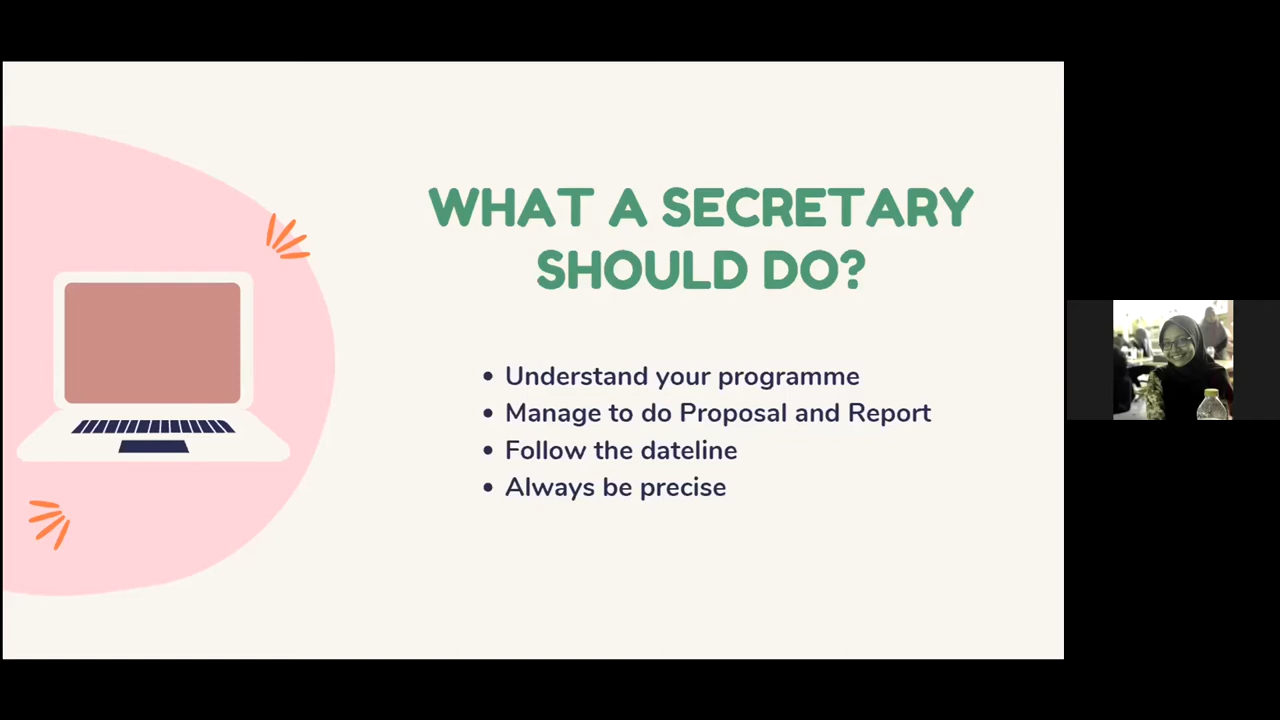 WHAT A SECRETARY
SHOULD DO?
• Understand your programme
• Manage to do Proposal and Report
• Follow the dateline
• Always be precise